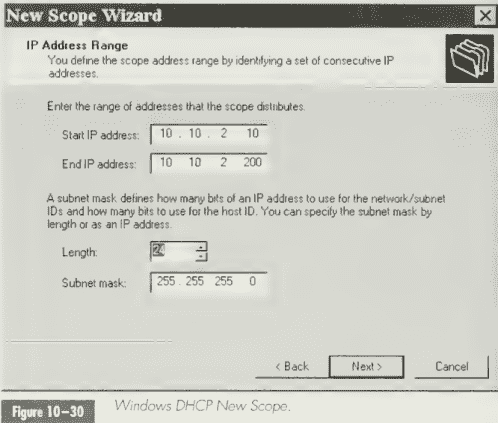 New Scope Wizard
IP Address Range
You define the scope address range by identifying a set of consecutive IP
addresses.
Enter the range of addresses that the scope distributes.
Start IP address: 10 . 10 . 2 10
End IP address: 10 10 2 200
A subnet mask defines how many bits of an IP address to use for the network/subnet
IDs and how many bits to use for the host ID. You can specify the subnet mask by
length or as an IP address.
Length: 24
Subnet mask: 255 . 255 255 0
< Back Next > Cancel
Figure 10-30 Windows DHCP New Scope.